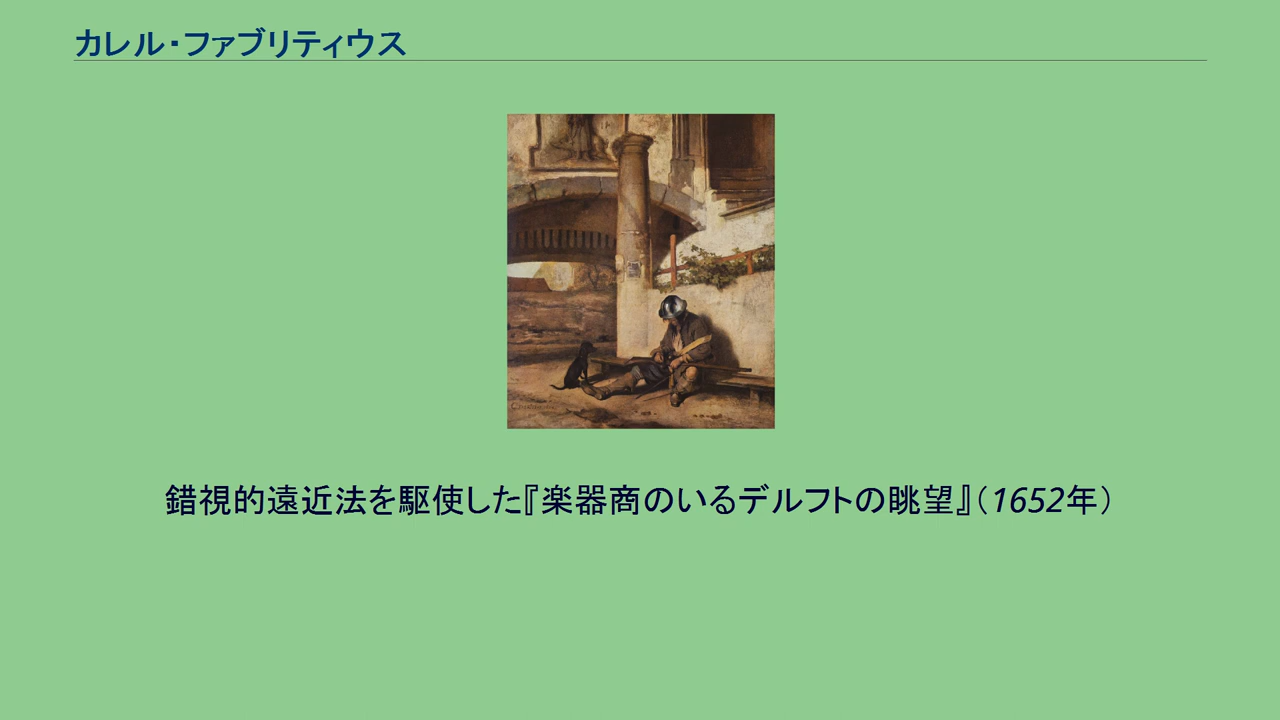 カレル・ファブリティウス
錯視的遠近法を駆使した『楽器商のいるデルフトの眺望』（1652年）